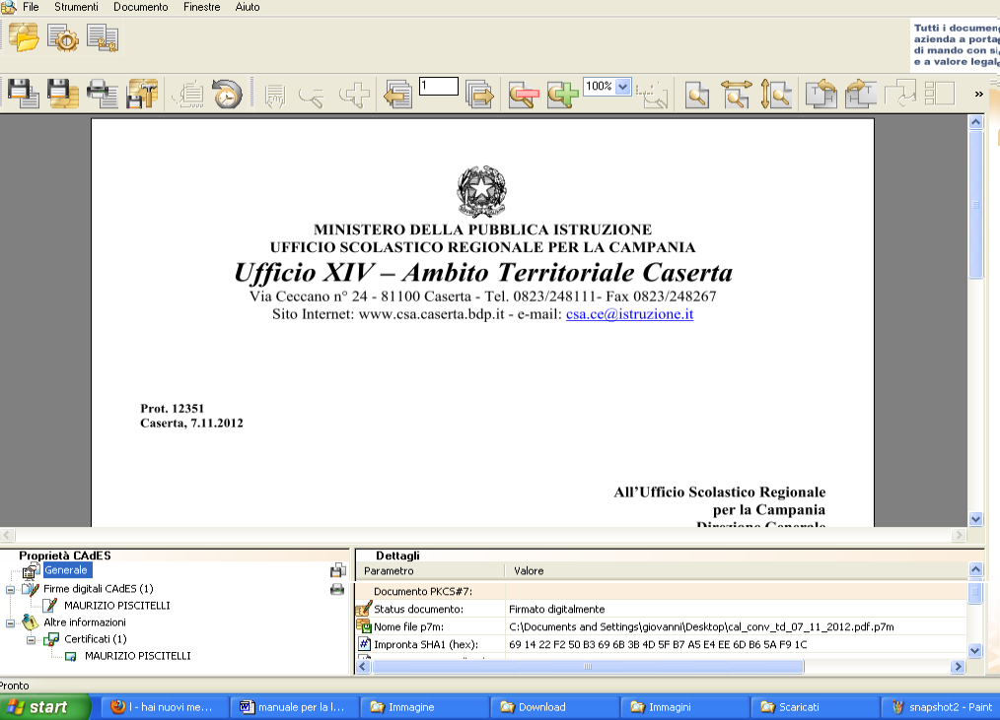 File Strumenti Documento Finestre Aiuto
Tutti i documen
azienda a porta
di mando con si
e a valore legal
1
100%
»
MINISTERO DELLA PUBBLICA ISTRUZIONE
UFFICIO SCOLASTICO REGIONALE PER LA CAMPANIA
Ufficio XIV – Ambito Territoriale Caserta
Via Ceccano n° 24 - 81100 Caserta - Tel. 0823/248111- Fax 0823/248267
Sito Internet: www.csa.caserta.bdp.it - e-mail: csa.ce@istruzione.it
Prot. 12351
Caserta, 7.11.2012
All’Ufficio Scolastico Regionale
per la Campania
Direzione Generale
Proprietà CAdES
Generale
Firme digitali CAdES (1)
MAURIZIO PISCITELLI
Altre informazioni
Certificati (1)
MAURIZIO PISCITELLI
Dettagli
Parametro Valore
Documento PKCS#7:
Status documento: Firmato digitalmente
Nome file p7m: C:\Documents and Settings\giovanni\Desktop\cal_conv_td_07_11_2012.pdf.p7m
Impronta SHA1 (hex): 69 14 22 F2 50 B3 69 6B 3B 4D 5F B7 A5 E4 EE 6D B6 5A F9 1C
Pronto
start I - hai nuovi me... manuale per la l... Immagine Download Immagini Scaricati snapshot2 - Paint